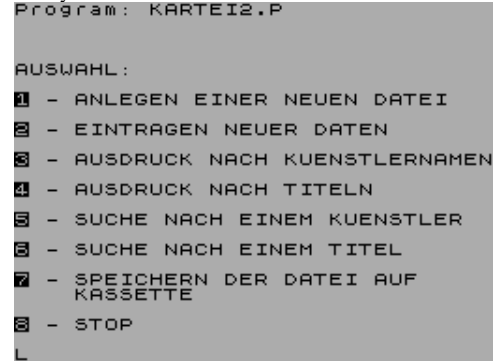 Program: KARTEI2.P
AUSWAHL:
1 - ANLEGEN EINER NEUEN DATEI
2 - EINTRAGEN NEUER DATEN
3 - AUSDRUCK NACH KUENSTLERNAMEN
4 - AUSDRUCK NACH TITELN
5 - SUCHE NACH EINEM KUENSTLER
6 - SUCHE NACH EINEM TITEL
7 - SPEICHERN DER DATEI AUF
KASSETTE
8 - STOP
L